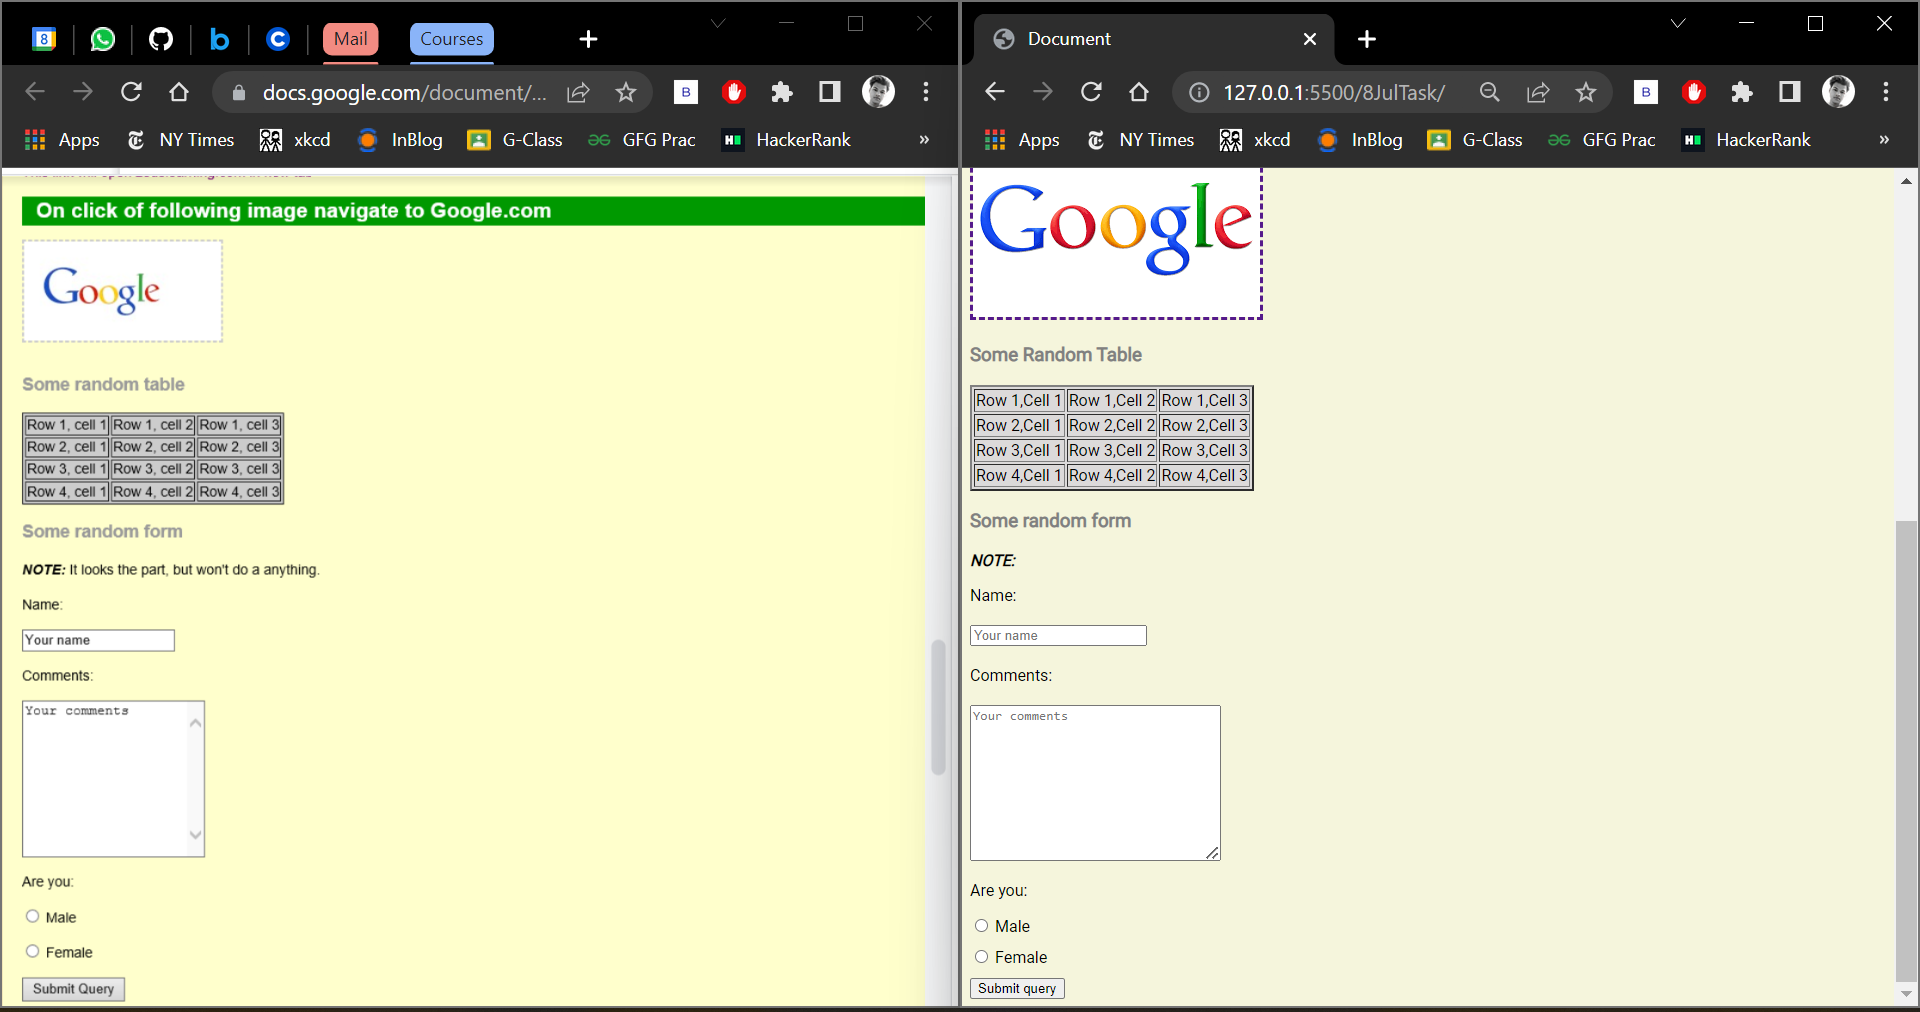 8
Mail
Courses
docs.google.com/document/...
B
Apps
NY Times
xkcd
InBlog
G-Class
GFG Prac
HackerRank
»
On click of following image navigate to Google.com
Google
Some random table
Row 1, cell 1 Row 1, cell 2 Row 1, cell 3
Row 2, cell 1 Row 2, cell 2 Row 2, cell 3
Row 3, cell 1 Row 3, cell 2 Row 3, cell 3
Row 4, cell 1 Row 4, cell 2 Row 4, cell 3
Some random form
NOTE: It looks the part, but won't do a anything.
Name:
Your name
Comments:
Your comments
Are you:
Male
Female
Submit Query
Document
127.0.0.1:5500/8JulTask/
B
Apps
NY Times
xkcd
InBlog
G-Class
GFG Prac
HackerRank
»
Google
Some Random Table
Row 1,Cell 1 Row 1,Cell 2 Row 1,Cell 3
Row 2,Cell 1 Row 2,Cell 2 Row 2,Cell 3
Row 3,Cell 1 Row 3,Cell 2 Row 3,Cell 3
Row 4,Cell 1 Row 4,Cell 2 Row 4,Cell 3
Some random form
NOTE:
Name:
Your name
Comments:
Your comments
Are you:
Male
Female
Submit query